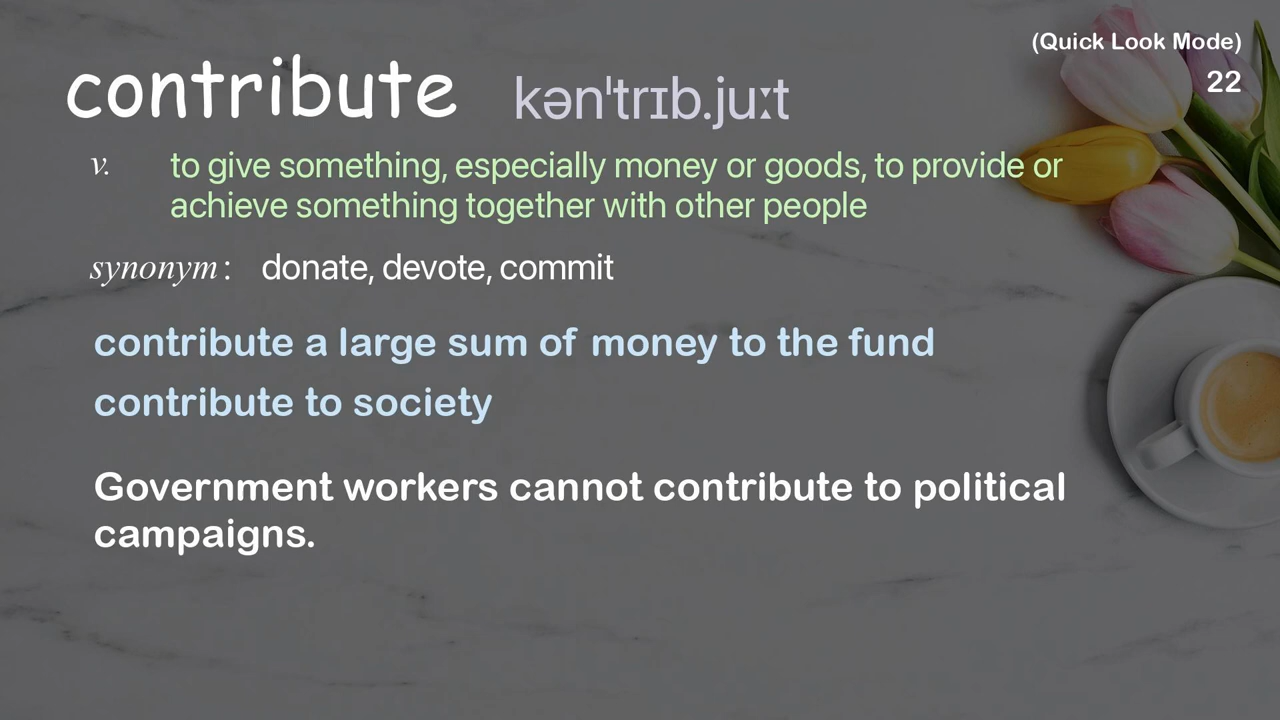 (Quick Look Mode)
22
contribute kənˈtrɪb.juːt
v. to give something, especially money or goods, to provide or
achieve something together with other people
synonym : donate, devote, commit
contribute a large sum of money to the fund
contribute to society
Government workers cannot contribute to political
campaigns.